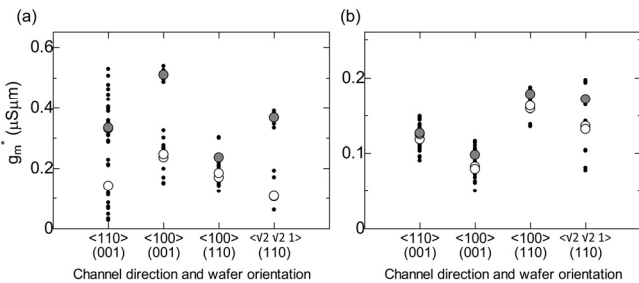 (a)
0.6
0.4
0.2
0
gm* (μSμm)
<110> <100> <100> <√2 √2 1>
(001) (001) (110) (110)
Channel direction and wafer orientation
(b)
0.2
0.1
0
<110> <100> <110> <√2 √2 1>
(001) (001) (110) (110)
Channel direction and wafer orientation